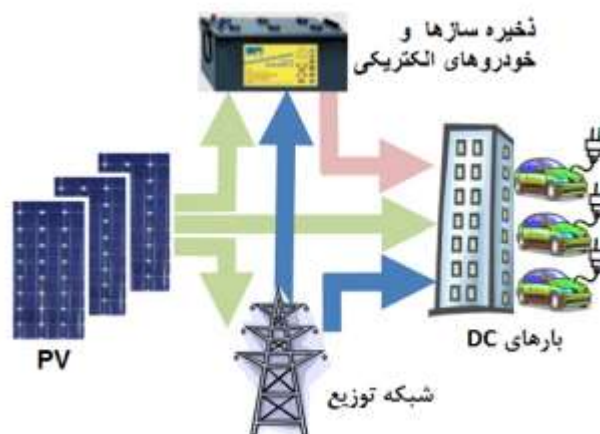 ذخیره سازها و
خودروهای الکتریکی
PV
بارهای DC
شبکه توزیع